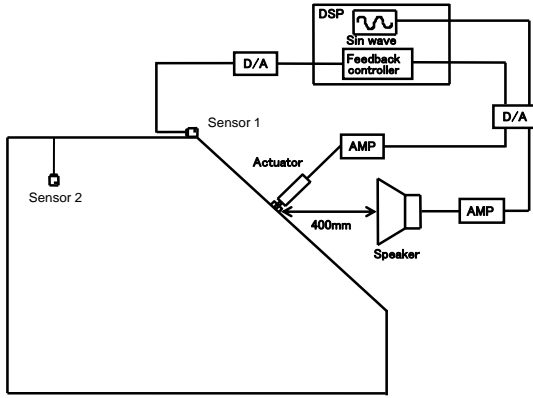 DSP
Sin wave
Feedback
controller
D/A
D/A
Sensor 1
AMP
Actuator
Sensor 2
400mm
AMP
Speaker